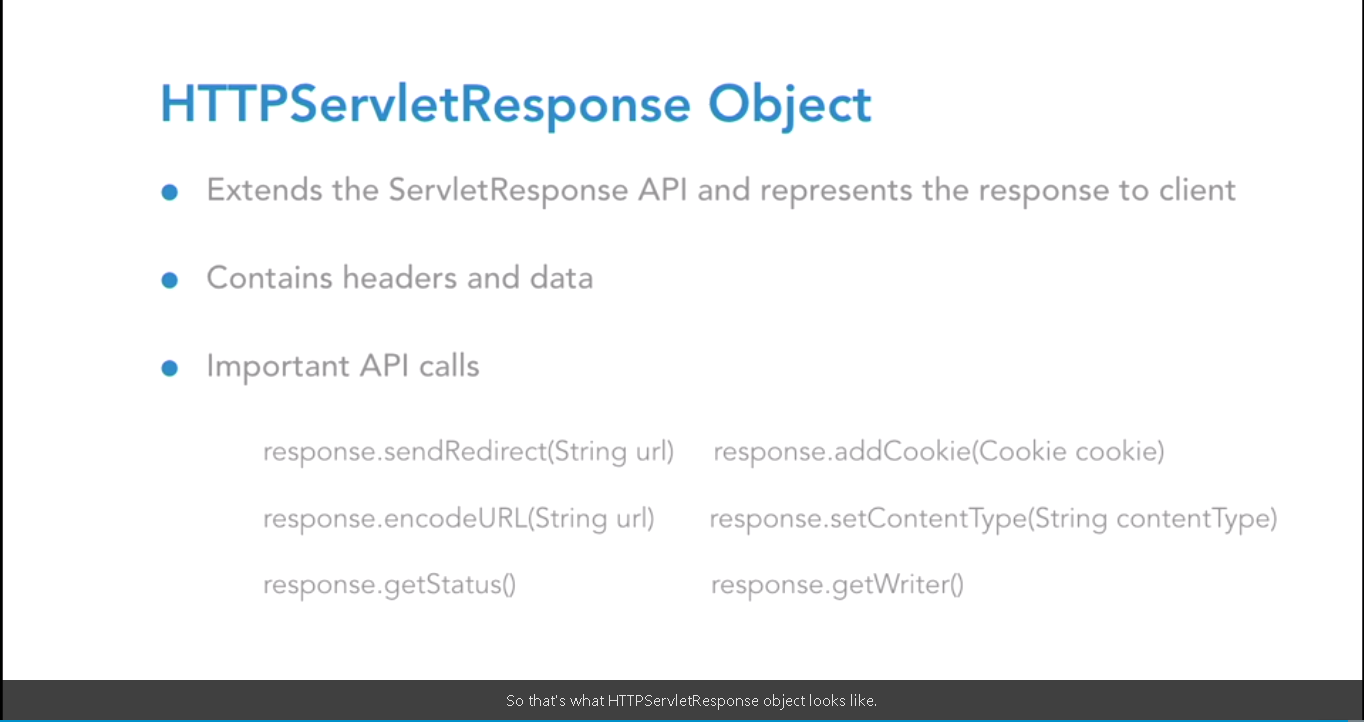 HTTPServletResponse Object
Extends the ServletResponse API and represents the response to client
Contains headers and data
Important API calls
response.sendRedirect(String url) response.addCookie(Cookie cookie)
response.encodeURL(String url) response.setContentType(String contentType)
response.getStatus() response.getWriter()
So that's what HTTPServletResponse object looks like.